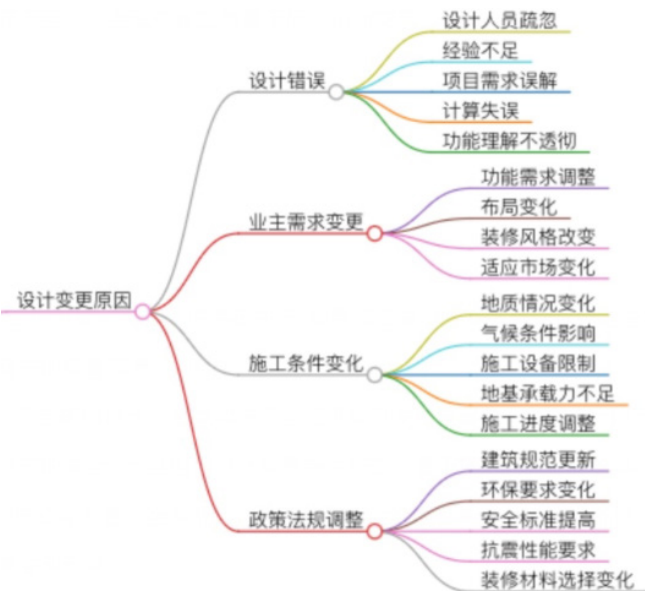 设计变更原因
设计错误
设计人员疏忽
经验不足
项目需求误解
计算失误
功能理解不透彻
业主需求变更
功能需求调整
布局变化
装修风格改变
适应市场变化
施工条件变化
地质情况变化
气候条件影响
施工设备限制
地基承载力不足
施工进度调整
政策法规调整
建筑规范更新
环保要求变化
安全标准提高
抗震性能要求
装修材料选择变化